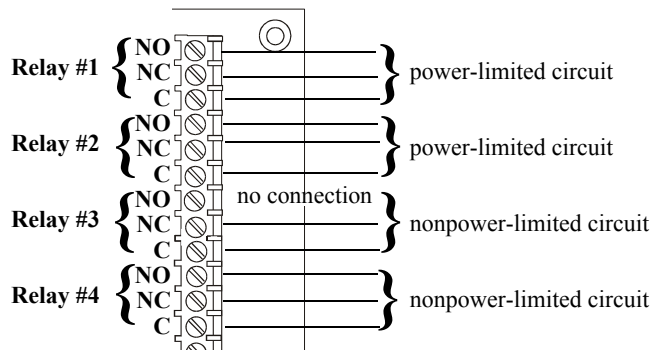 NO
Relay #1 NC power-limited circuit
C
NO
Relay #2 NC power-limited circuit
C
NO no connection
Relay #3 NC nonpower-limited circuit
C
NO
Relay #4 NC nonpower-limited circuit
C